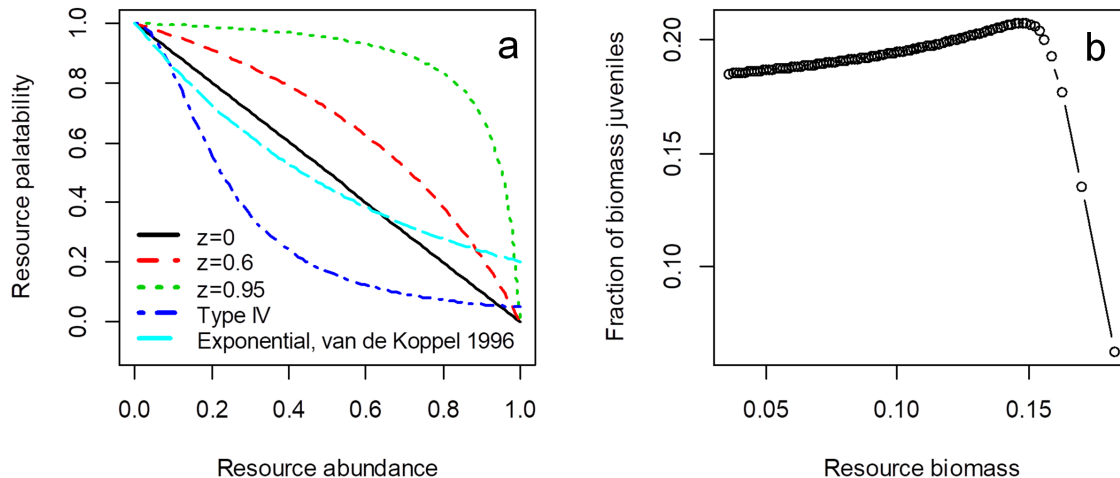 a
Resource palatability
1.0
0.8
0.6
0.4
0.2
0.0
z=0
z=0.6
z=0.95
Type IV
Exponential, van de Koppel 1996
0.0 0.2 0.4 0.6 0.8 1.0
Resource abundance
b
Fraction of biomass juveniles
0.20
0.15
0.10
0.05 0.10 0.15
Resource biomass